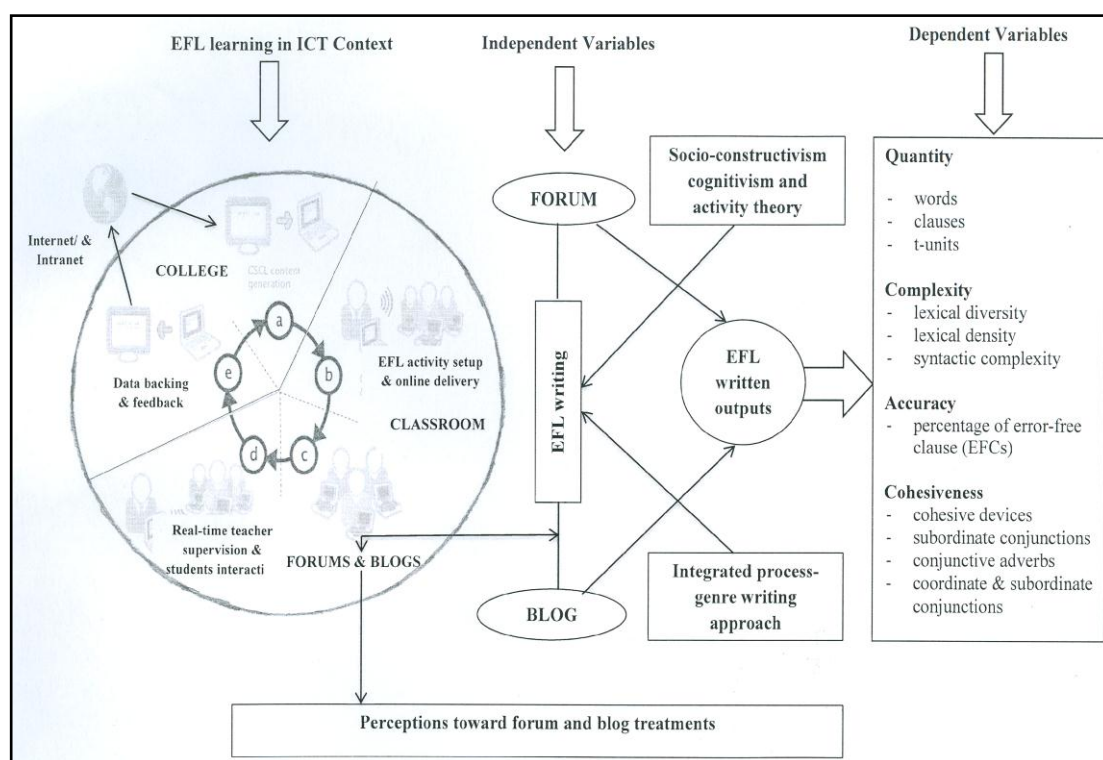 EFL learning in ICT Context
Independent Variables
Dependent Variables
Internet/ &
Intranet
COLLEGE
CSCL content
generation
Data backing
& feedback
EFL activity setup
& online delivery
CLASSROOM
a
b
c
d
e
Real-time teacher
supervision &
students interacti
FORUMS & BLOGS
FORUM
EFL writing
BLOG
Socio-constructivism
cognitivism and
activity theory
EFL
written
outputs
Integrated process-
genre writing
approach
Quantity
- words
- clauses
- t-units
Complexity
- lexical diversity
- lexical density
- syntactic complexity
Accuracy
- percentage of error-free
clause (EFCs)
Cohesiveness
- cohesive devices
- subordinate conjunctions
- conjunctive adverbs
- coordinate & subordinate
conjunctions
Perceptions toward forum and blog treatments